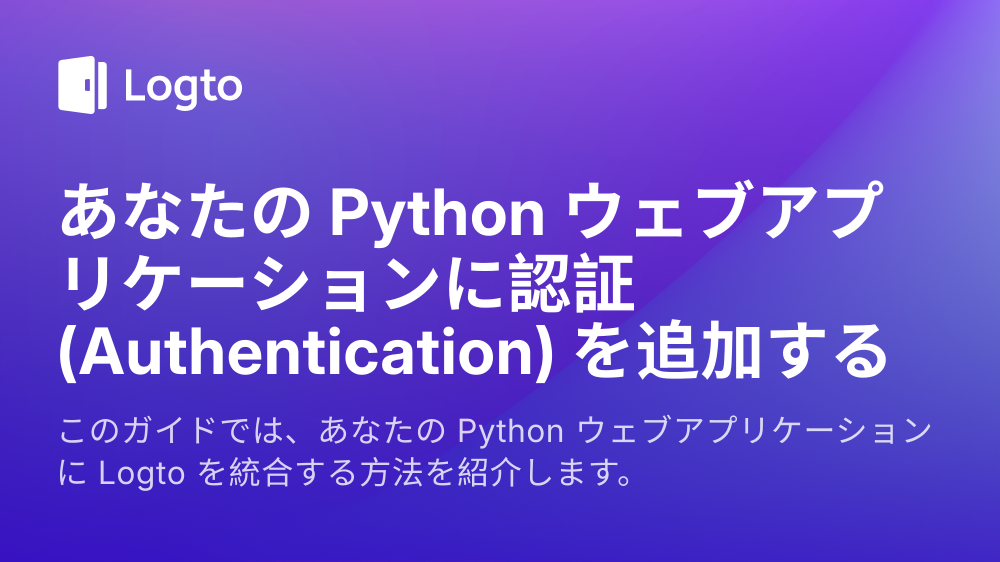 Logto
あなたの Python ウェブアプ
リケーションに認証
(Authentication) を追加する
このガイドでは、あなたの Python ウェブアプリケーション
に Logto を統合する方法を紹介します。